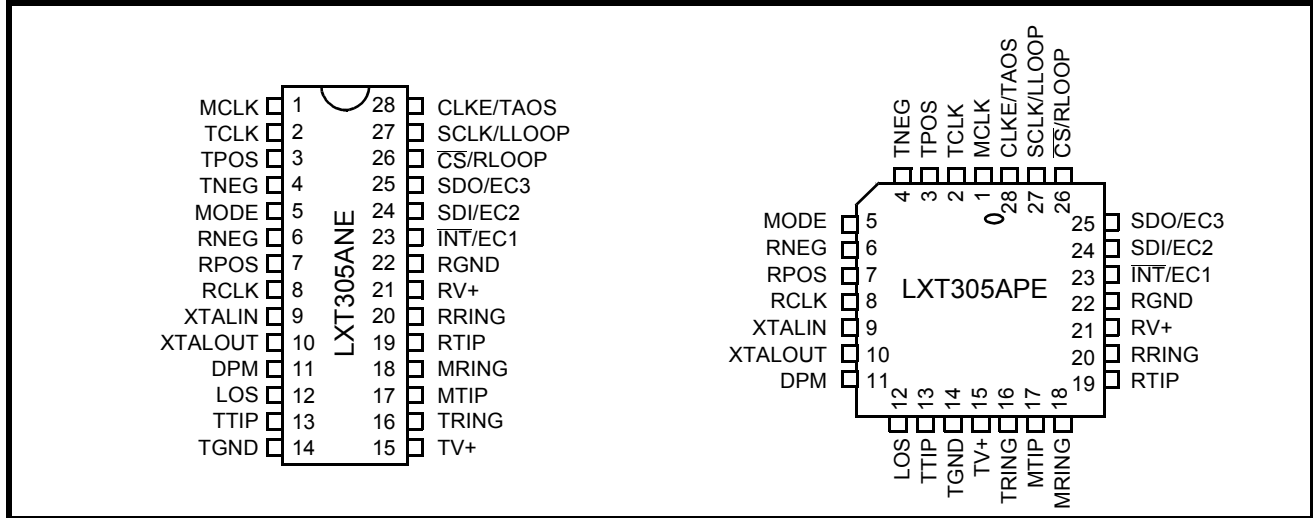 MCLK 1 28 CLKE/TAOS
TCLK 2 27 SCLK/LLOOP
TPOS 3 26 C̅S̅/RLOOP
TNEG 4 25 SDO/EC3
MODE 5 24 SDI/EC2
RNEG 6 23 I̅N̅T̅/EC1
RPOS 7 22 RGND
RCLK 8 21 RV+
XTALIN 9 20 RRING
XTALOUT 10 19 RTIP
DPM 11 18 MRING
LOS 12 17 MTIP
TTIP 13 16 TRING
TGND 14 15 TV+
LXT305ANE
TNEG TPOS TCLK MCLK CLKE/TAOS SCLK/LLOOP C̅S̅/RLOOP
4 3 2 1 28 27 26
MODE 5 25 SDO/EC3
RNEG 6 24 SDI/EC2
RPOS 7 23 I̅N̅T̅/EC1
LXT305APE
RCLK 8 22 RGND
XTALIN 9 21 RV+
XTALOUT 10 20 RRING
DPM 11 19 RTIP
12 13 14 15 16 17 18
LOS TTIP TGND TV+ TRING MTIP MRING